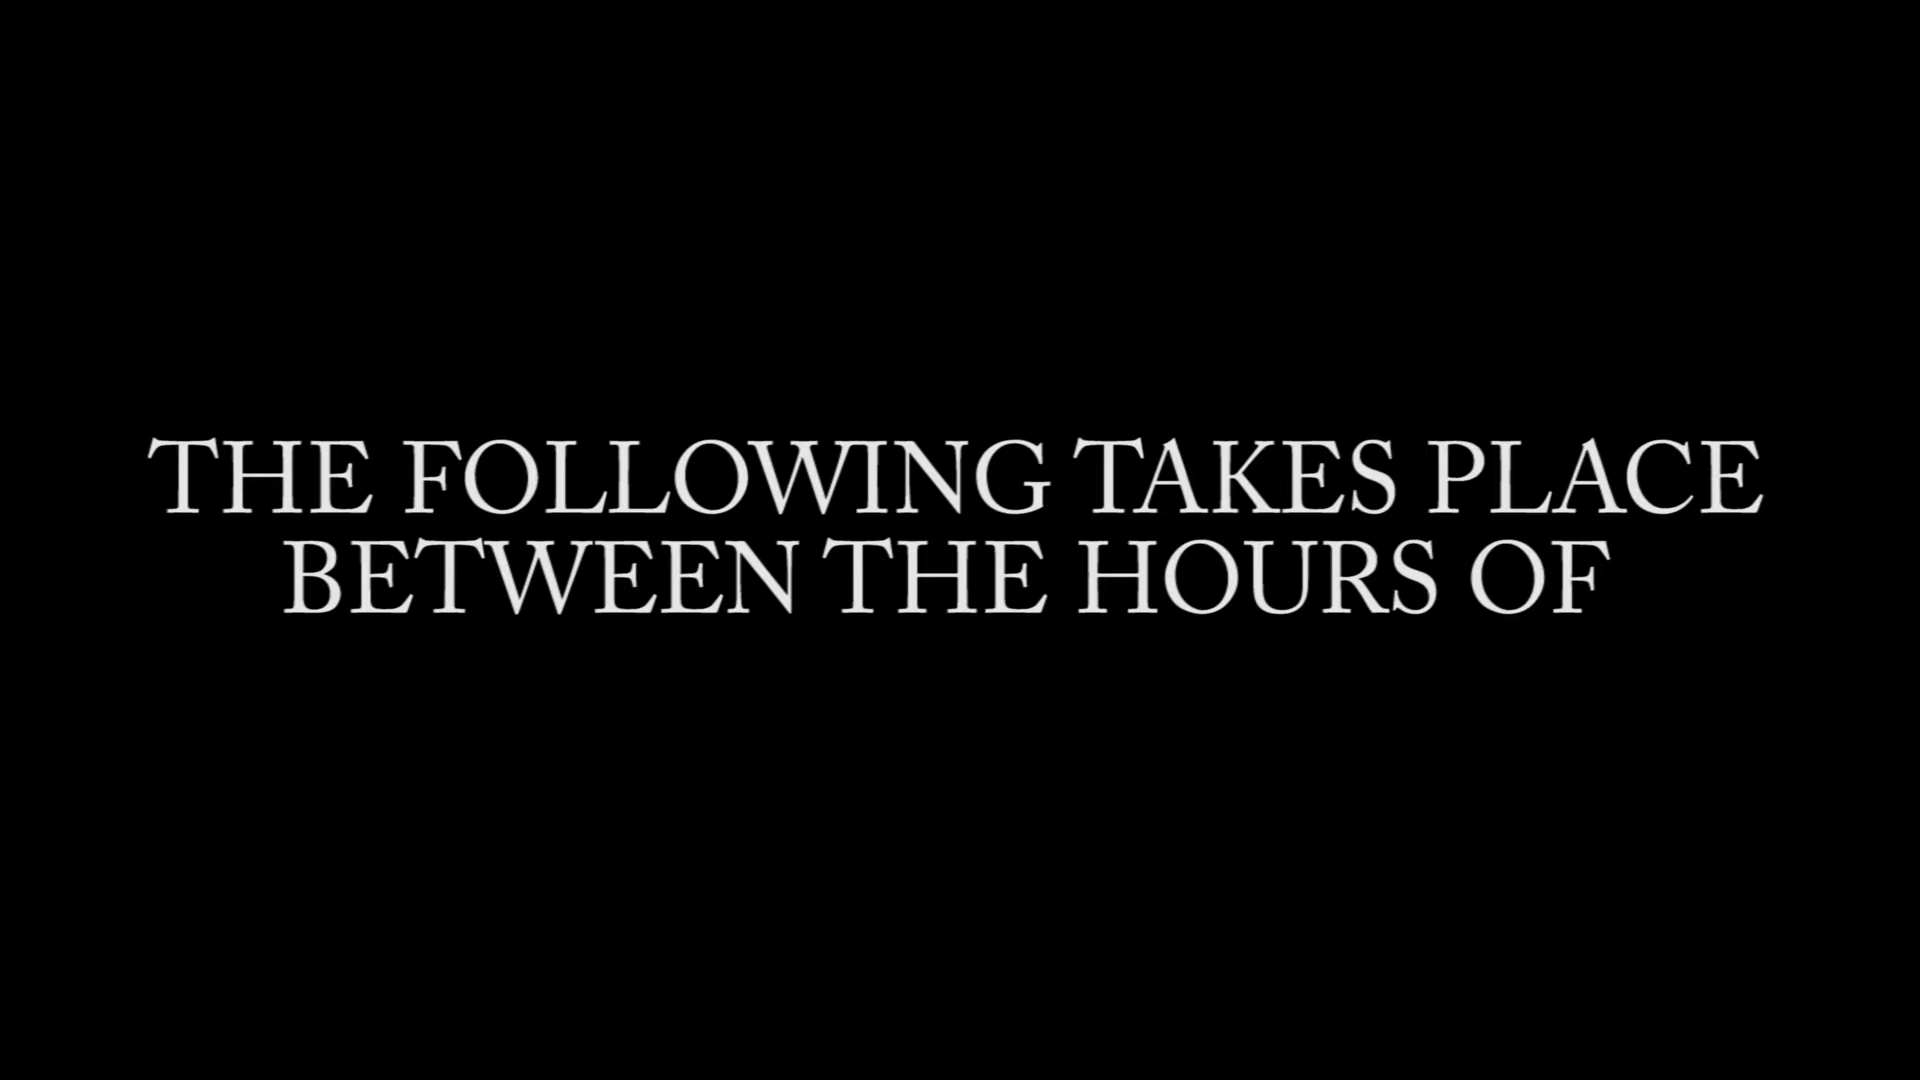 THE FOLLOWING TAKES PLACE
BETWEEN THE HOURS OF